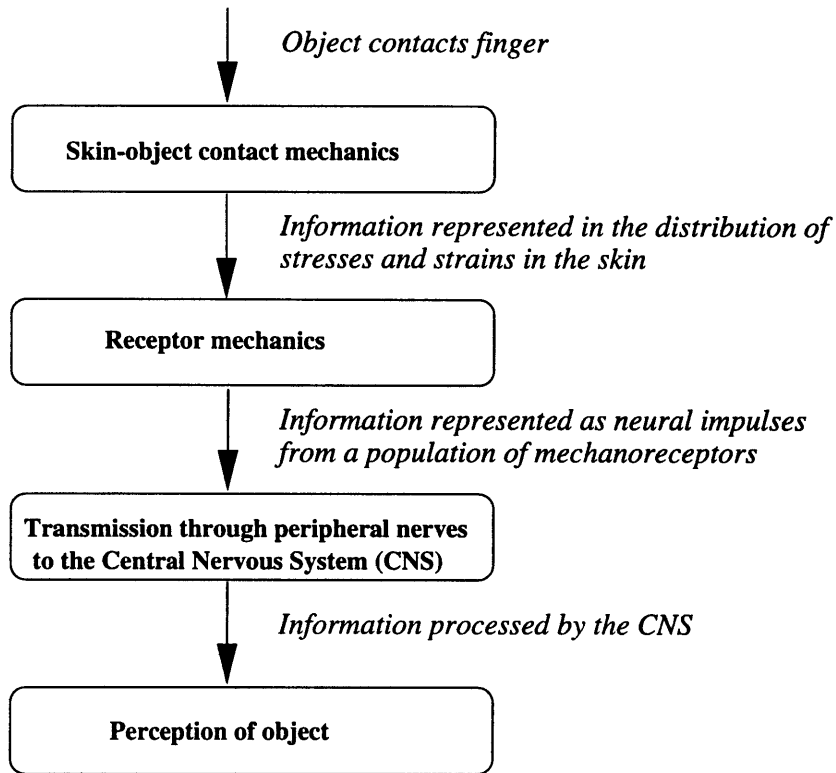 Object contacts finger
Skin-object contact mechanics
Information represented in the distribution of
stresses and strains in the skin
Receptor mechanics
Information represented as neural impulses
from a population of mechanoreceptors
Transmission through peripheral nerves
to the Central Nervous System (CNS)
Information processed by the CNS
Perception of object